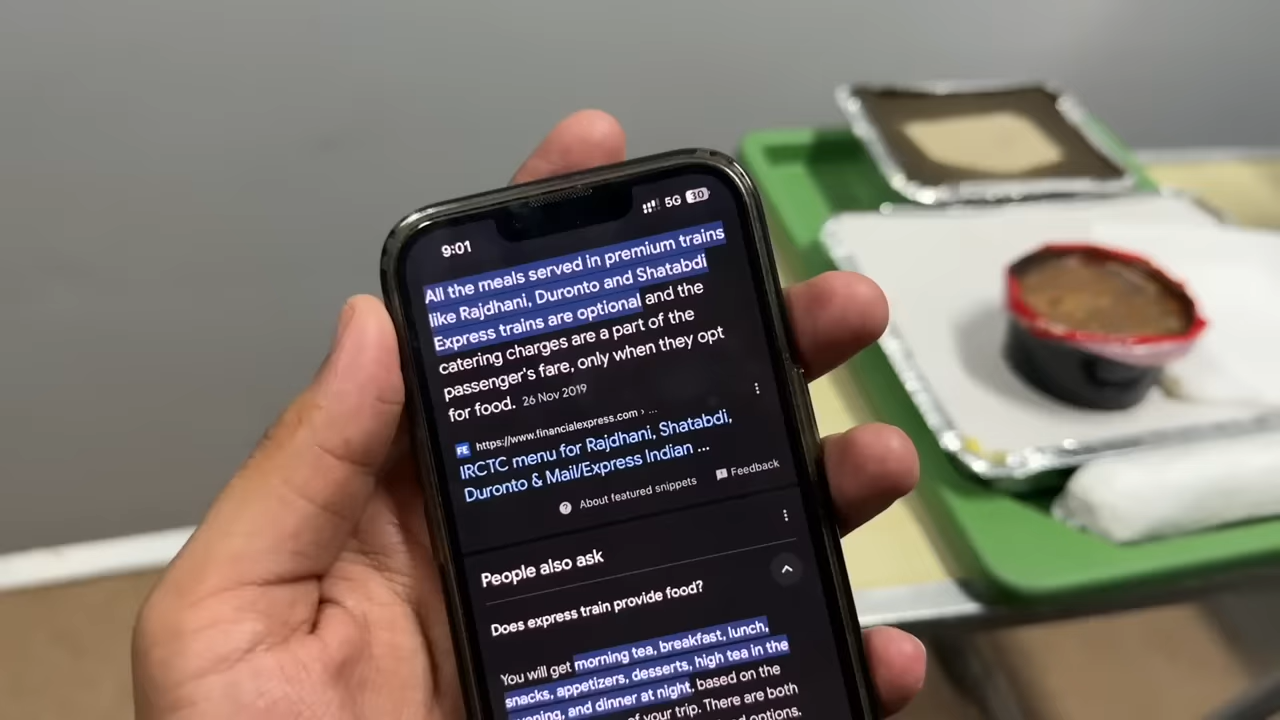 9:01
5G 30
All the meals served in premium trains
like Rajdhani, Duronto and Shatabdi
Express trains are optional and the
catering charges are a part of the
passenger's fare, only when they opt
for food. 26 Nov 2019
FE https://www.financialexpress.com › ...
IRCTC menu for Rajdhani, Shatabdi,
Duronto & Mail/Express Indian ...
About featured snippets Feedback
People also ask
Does express train provide food?
You will get morning tea, breakfast, lunch,
snacks, appetizers, desserts, high tea in the
and dinner at night, based on the
of your trip. There are both
options.